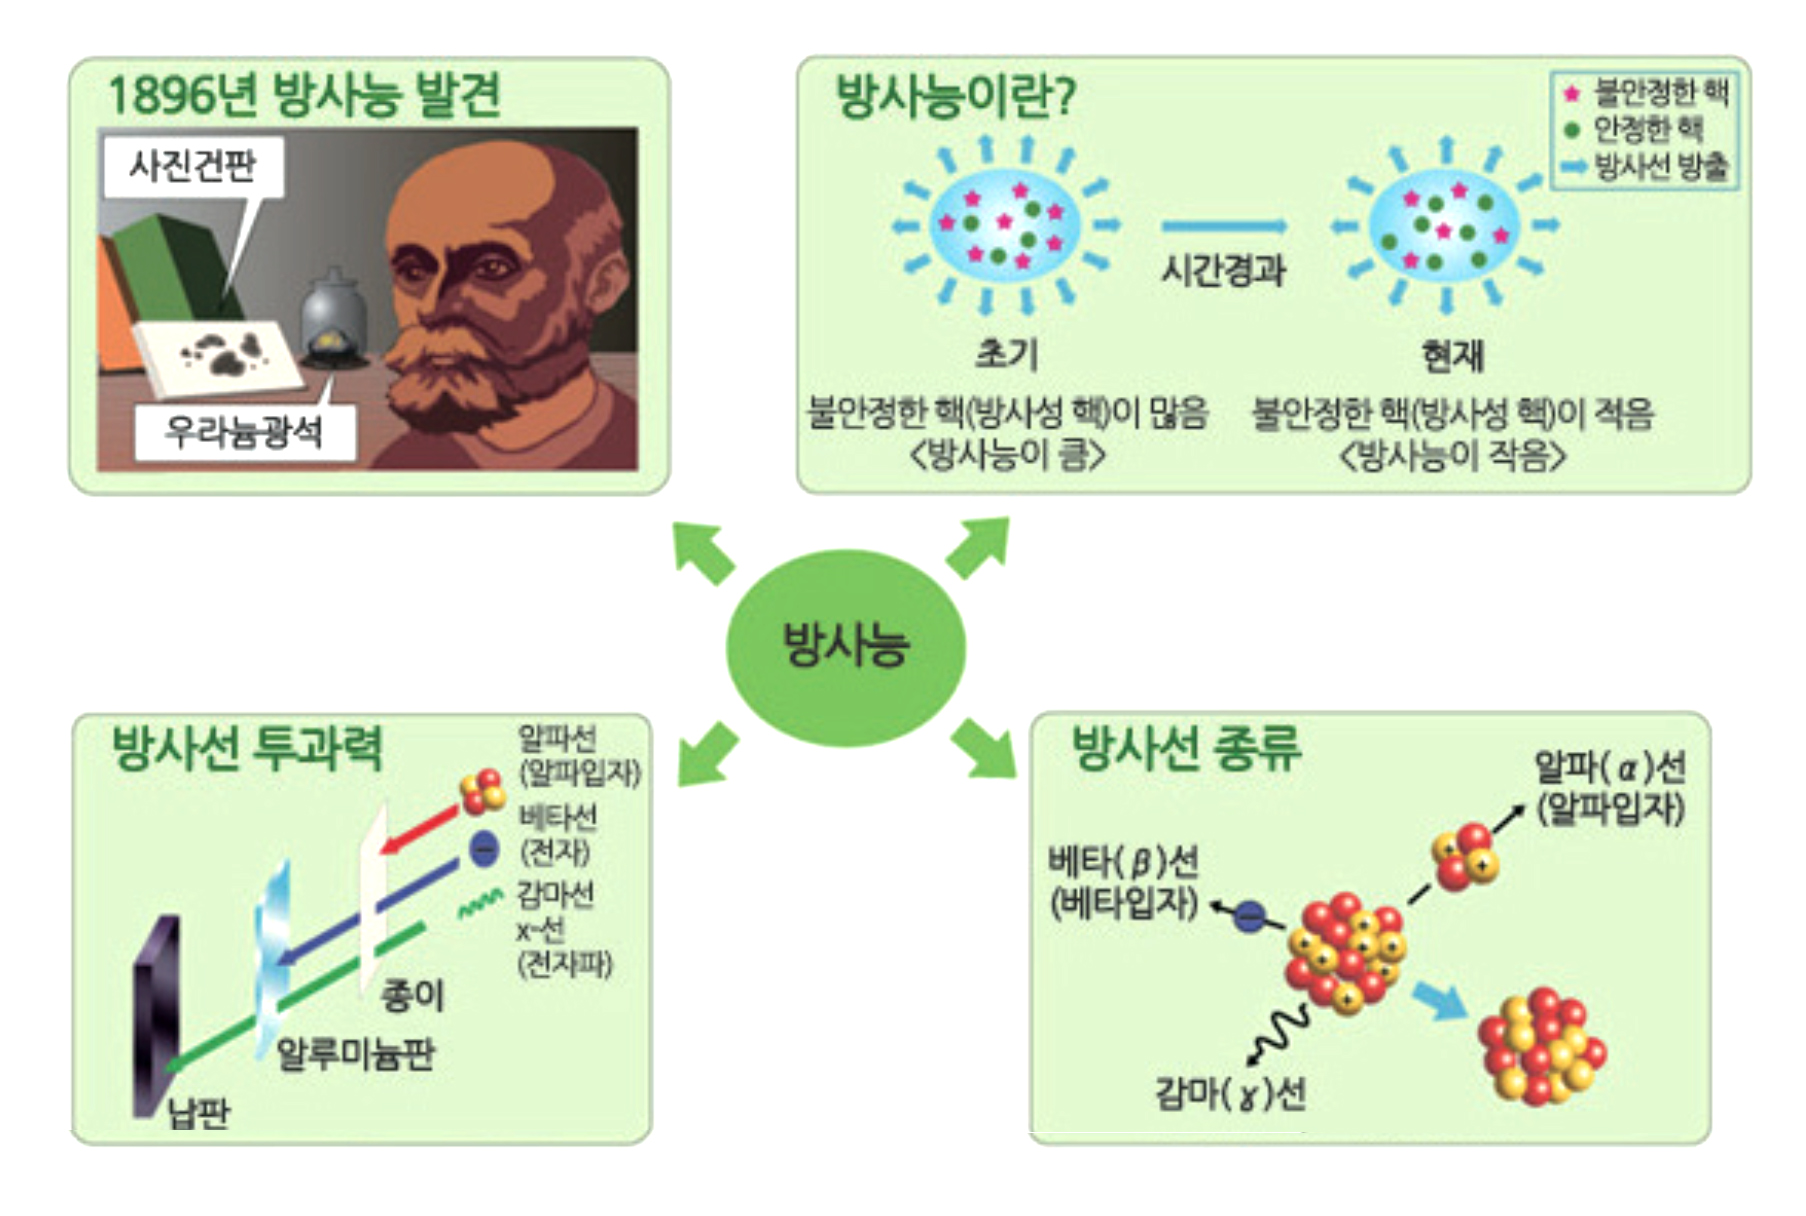 1896년 방사능 발견
사진건판
우라늄광석
방사능이란?
불안정한 핵
안정한 핵
방사선 방출
시간경과
초기
현재
불안정한 핵(방사성 핵)이 많음
<방사능이 큼>
불안정한 핵(방사성 핵)이 적음
<방사능이 작음>
방사능
방사선 투과력
알파선
(알파입자)
베타선
(전자)
감마선
x-선
(전자파)
종이
알루미늄판
납판
방사선 종류
알파(α)선
(알파입자)
베타(β)선
(베타입자)
감마(γ)선